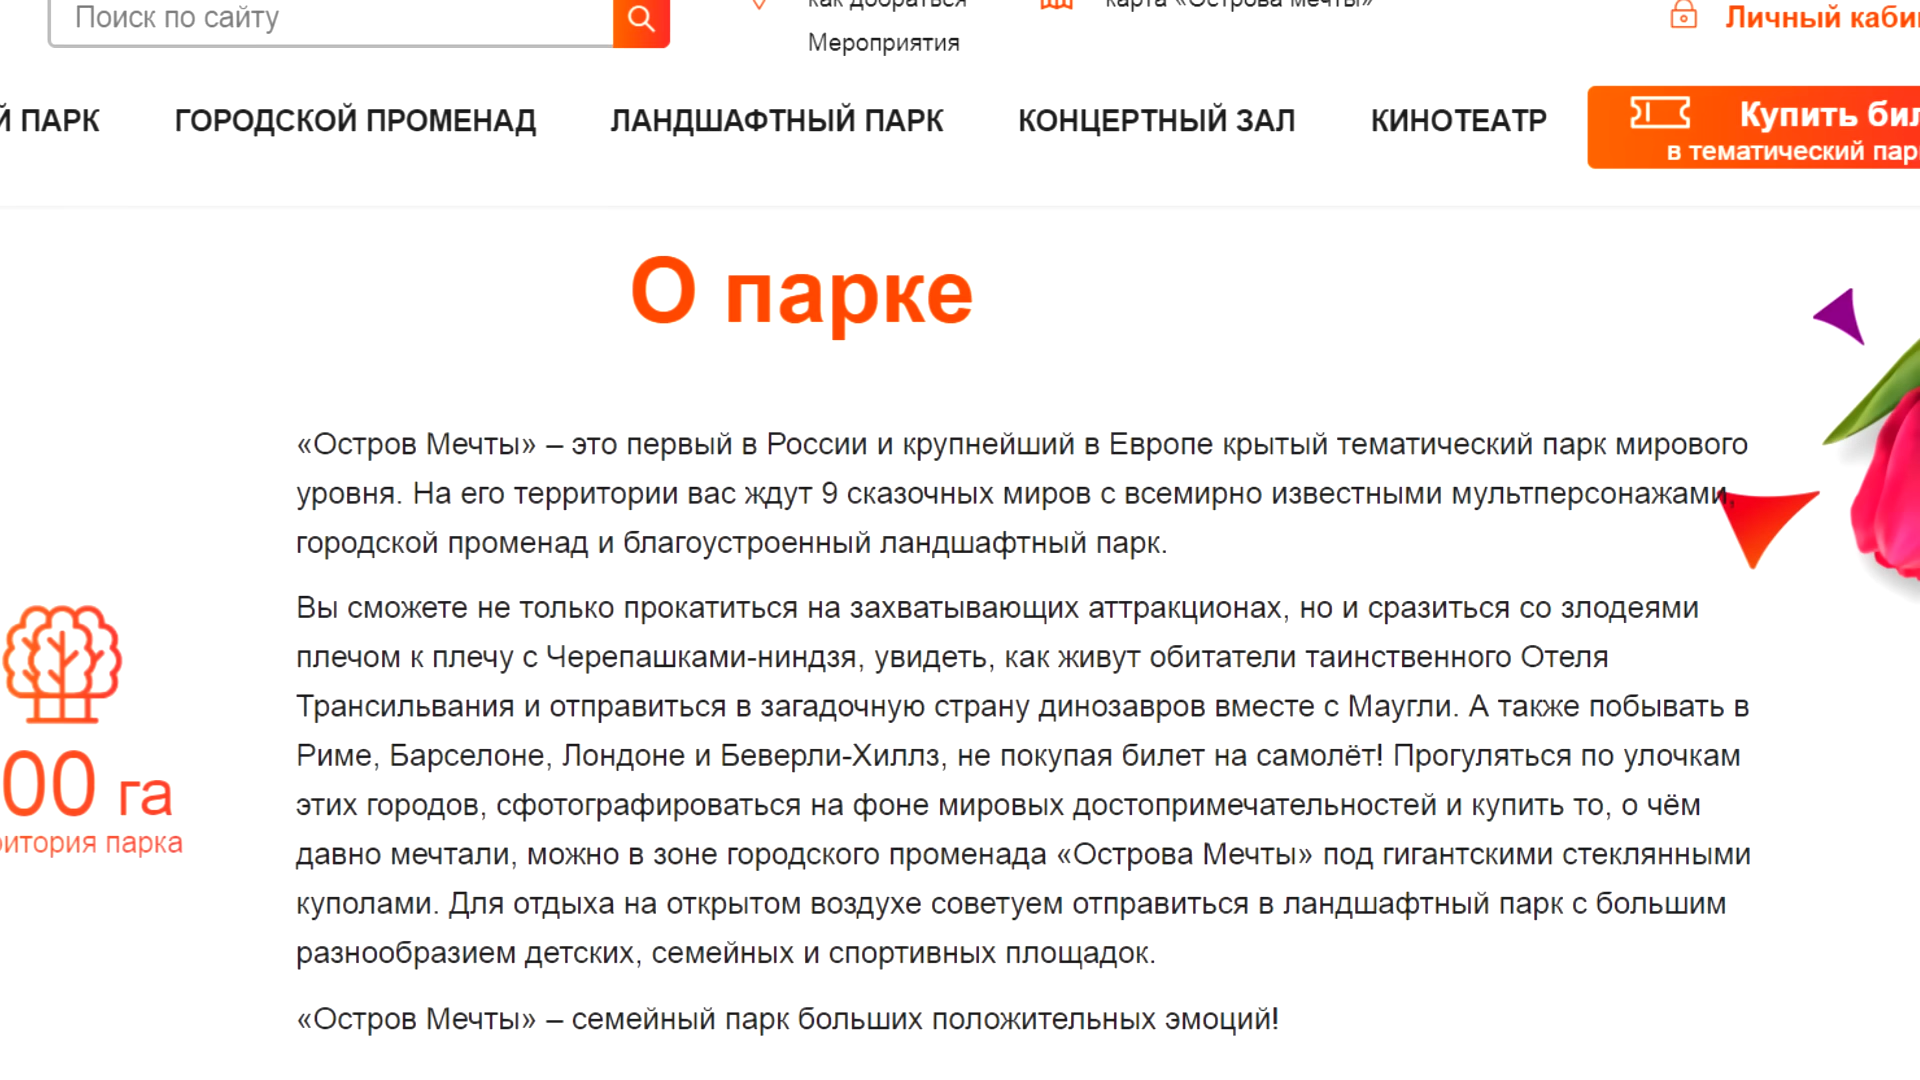 Поиск по сайту
как добраться
карта «Острова мечты»
Мероприятия
Личный
ПАРК
ГОРОДСКОЙ ПРОМЕНАД
ЛАНДШАФТНЫЙ ПАРК
КОНЦЕРТНЫЙ ЗАЛ
КИНОТЕАТР
Купить
в тематический
О парке
«Остров Мечты» – это первый в России и крупнейший в Европе крытый тематический парк мирового
уровня. На его территории вас ждут 9 сказочных миров с всемирно известными мультперсонажами,
городской променад и благоустроенный ландшафтный парк.
Вы сможете не только прокатиться на захватывающих аттракционах, но и сразиться со злодеями
плечом к плечу с Черепашками-ниндзя, увидеть, как живут обитатели таинственного Отеля
Трансильвания и отправиться в загадочную страну динозавров вместе с Маугли. А также побывать в
Риме, Барселоне, Лондоне и Беверли-Хиллз, не покупая билет на самолёт! Прогуляться по улочкам
этих городов, сфотографироваться на фоне мировых достопримечательностей и купить то, о чём
давно мечтали, можно в зоне городского променада «Острова Мечты» под гигантскими стеклянными
куполами. Для отдыха на открытом воздухе советуем отправиться в ландшафтный парк с большим
разнообразием детских, семейных и спортивных площадок.
«Остров Мечты» – семейный парк больших положительных эмоций!
00 га
парка